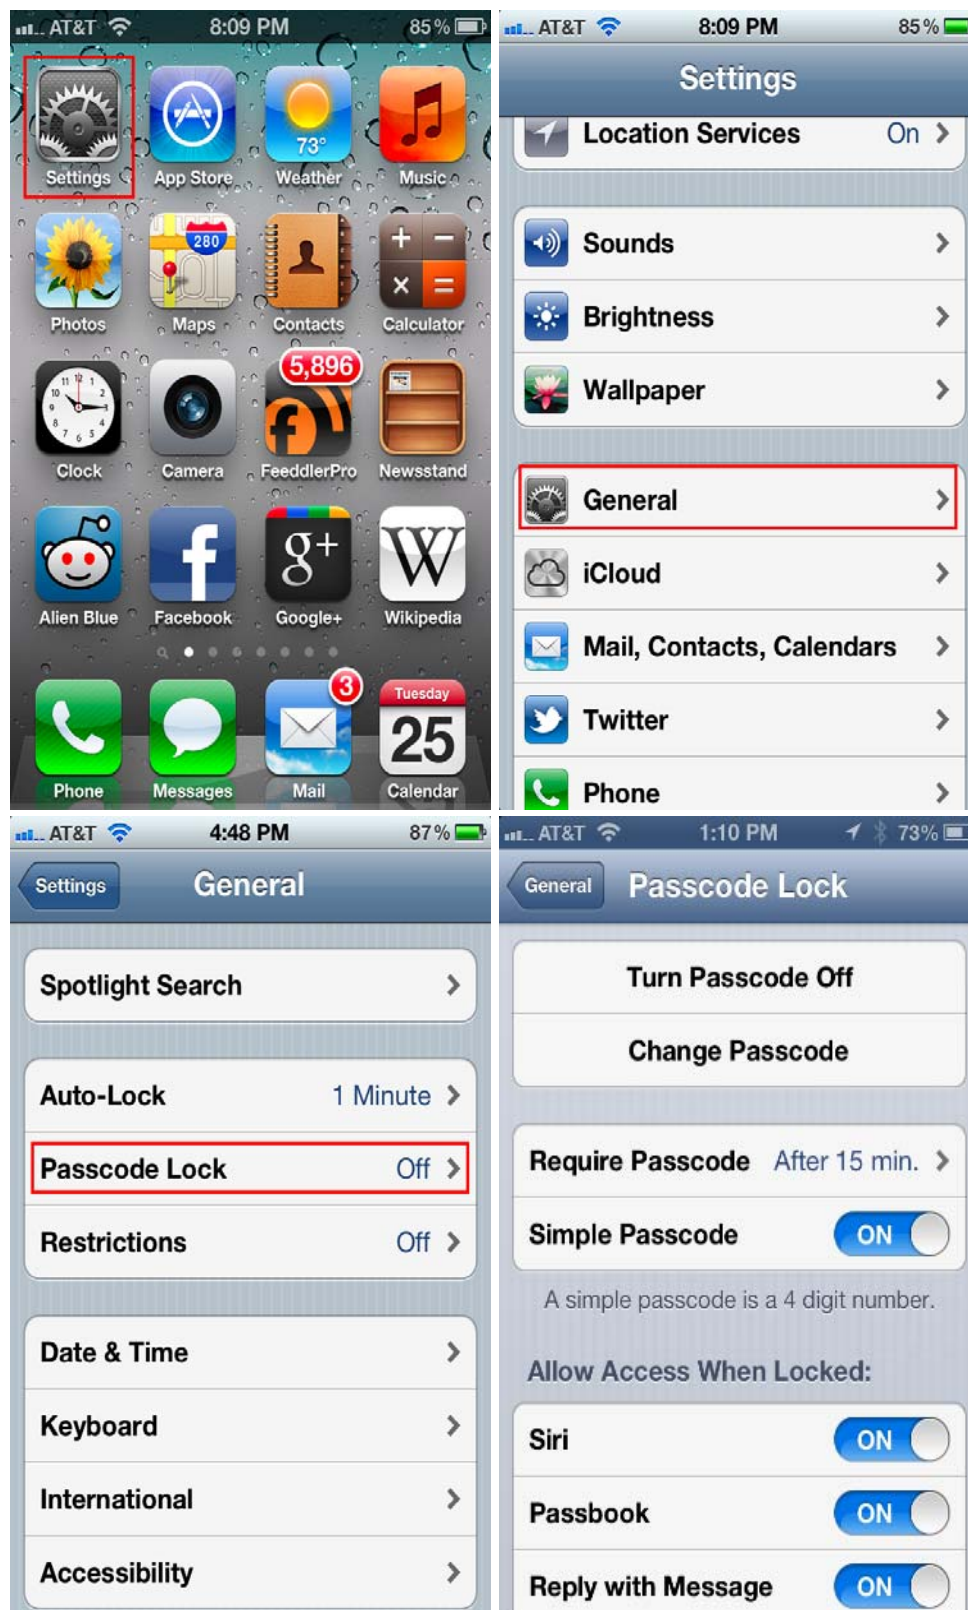 AT&T 8:09 PM 85%
Settings App Store Weather Music
73°
280
Photos Maps Contacts Calculator
5,896
Clock Camera FeeddlerPro Newsstand
Alien Blue Facebook Google+ Wikipedia
3
Tuesday
25
Phone Messages Mail Calendar
AT&T 8:09 PM 85%
Settings
Location Services On
Sounds
Brightness
Wallpaper
General
iCloud
Mail, Contacts, Calendars
Twitter
Phone
AT&T 4:48 PM 87%
Settings General
Spotlight Search
Auto-Lock 1 Minute
Passcode Lock Off
Restrictions Off
Date & Time
Keyboard
International
Accessibility
AT&T 1:10 PM 73%
General Passcode Lock
Turn Passcode Off
Change Passcode
Require Passcode After 15 min.
Simple Passcode ON
A simple passcode is a 4 digit number.
Allow Access When Locked:
Siri ON
Passbook ON
Reply with Message ON